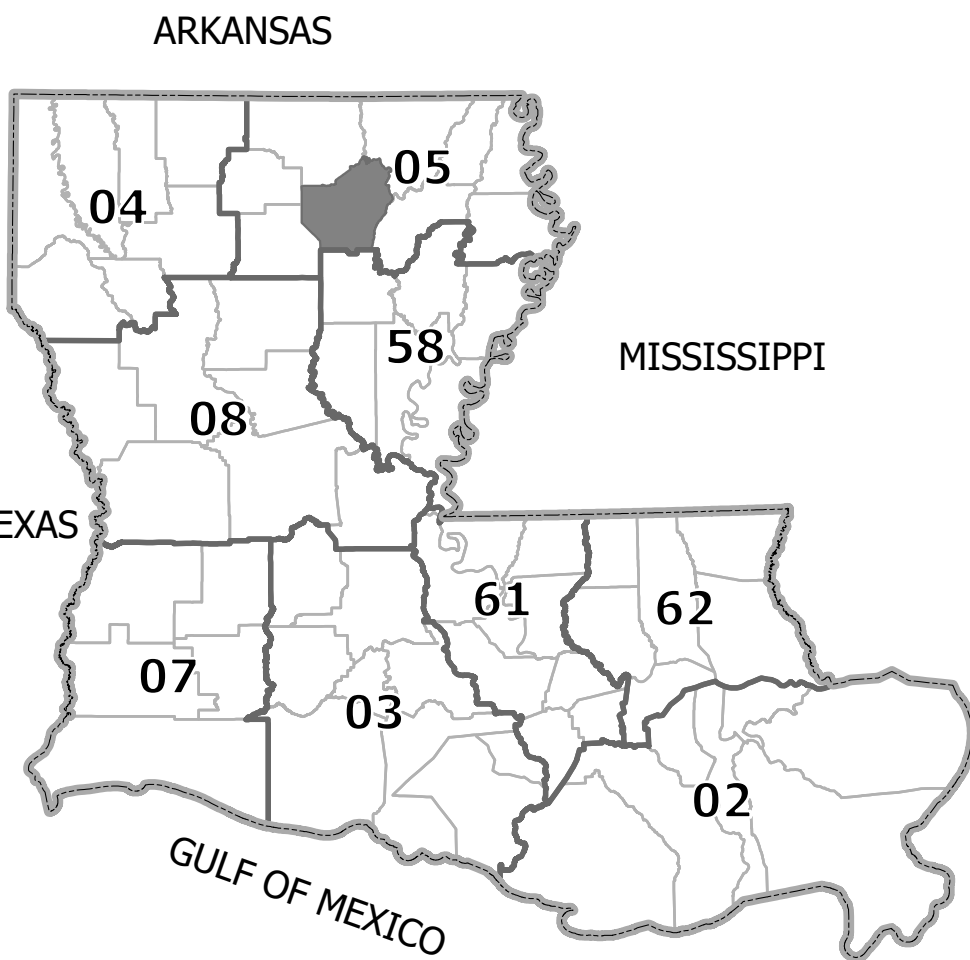 ARKANSAS
05
04
58
MISSISSIPPI
08
EXAS
61
62
07
03
02
GULF OF MEXICO